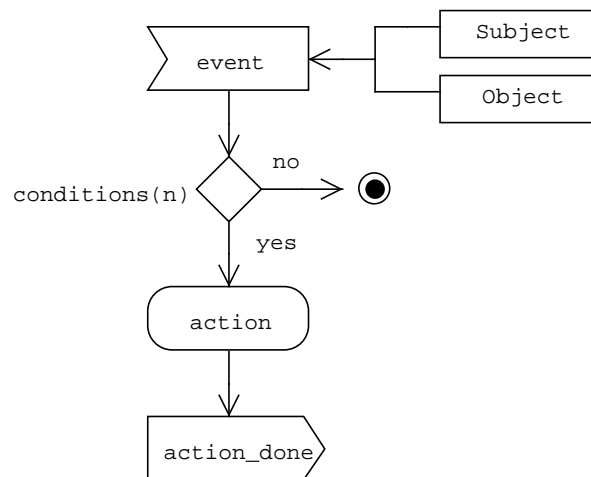 Subject
event
Object
no
conditions(n)
yes
action
action_done